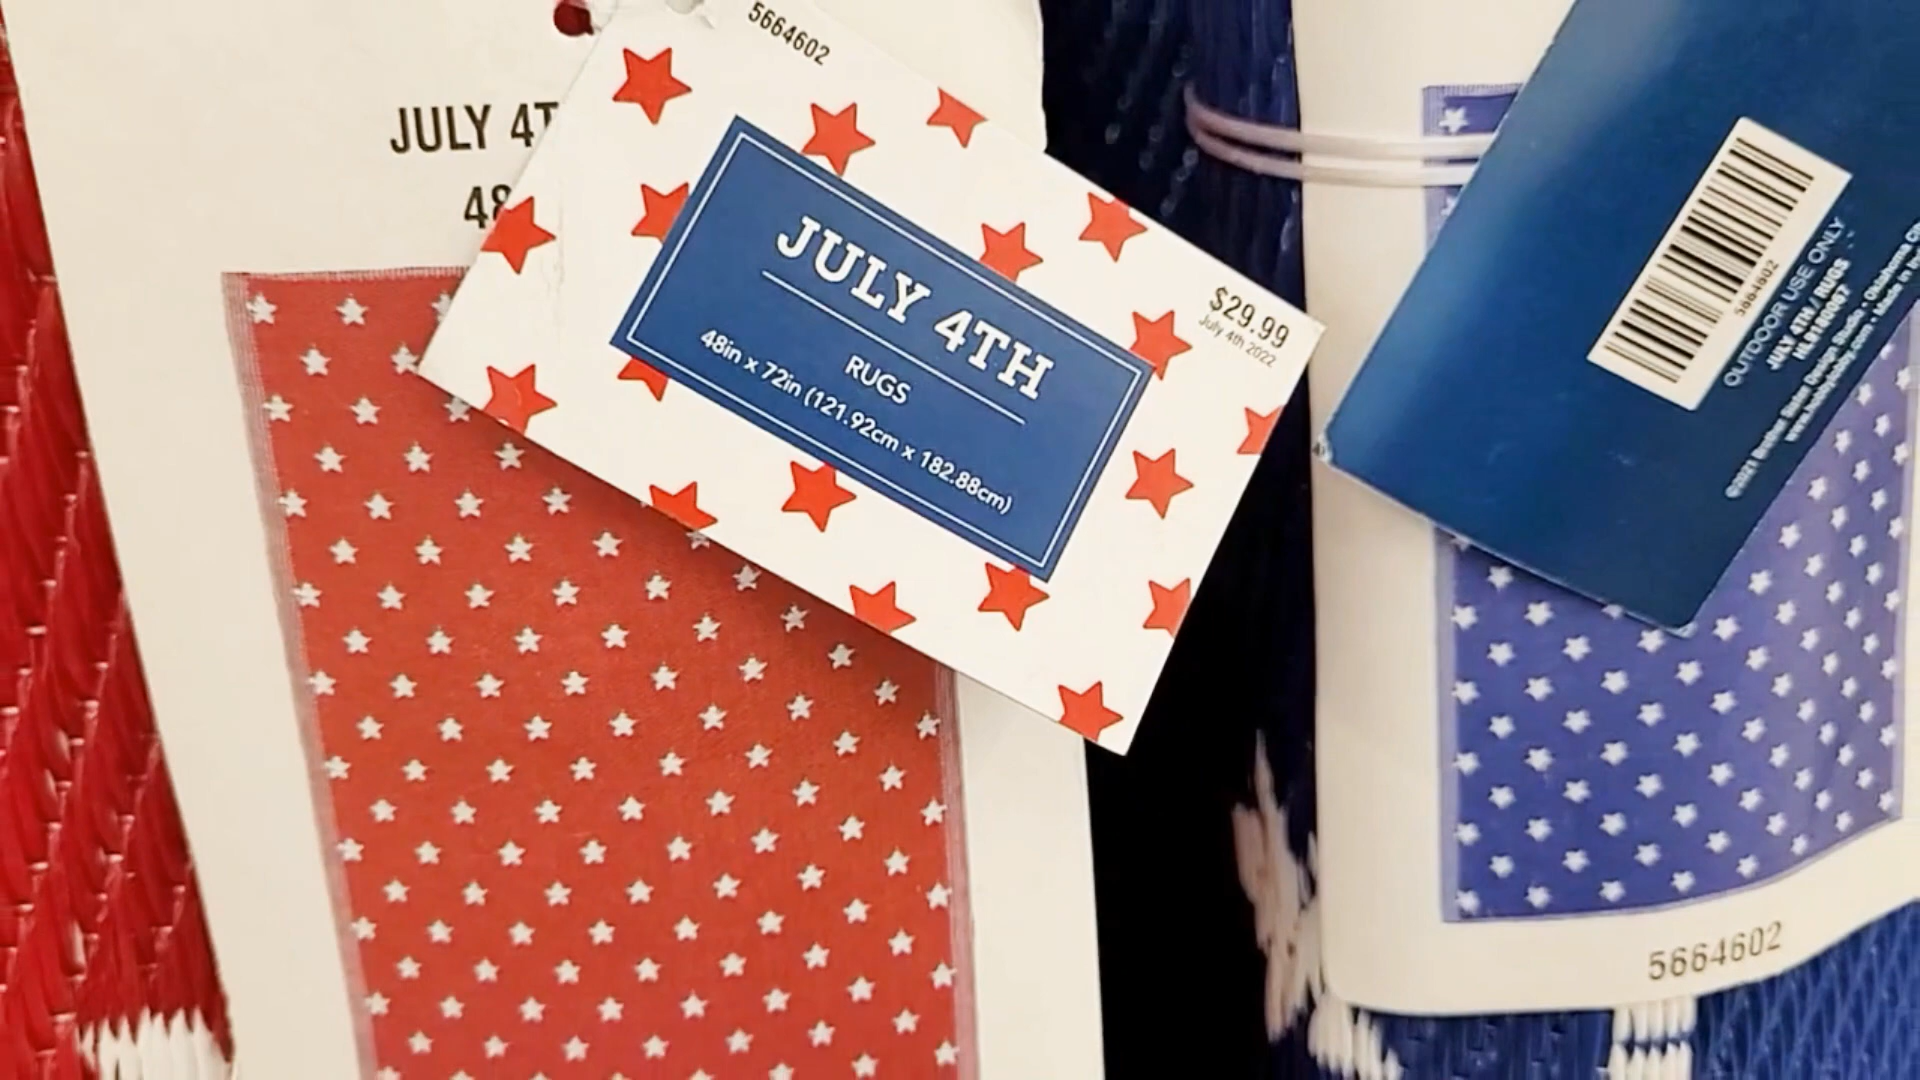 5664602
JULY 4T
48
JULY 4TH
RUGS
48in x 72in (121.92cm x 182.88cm)
$29.99
July 4th 2022
5664602
OUTDOOR USE ONLY
JULY 4TH / RUGS
5664602